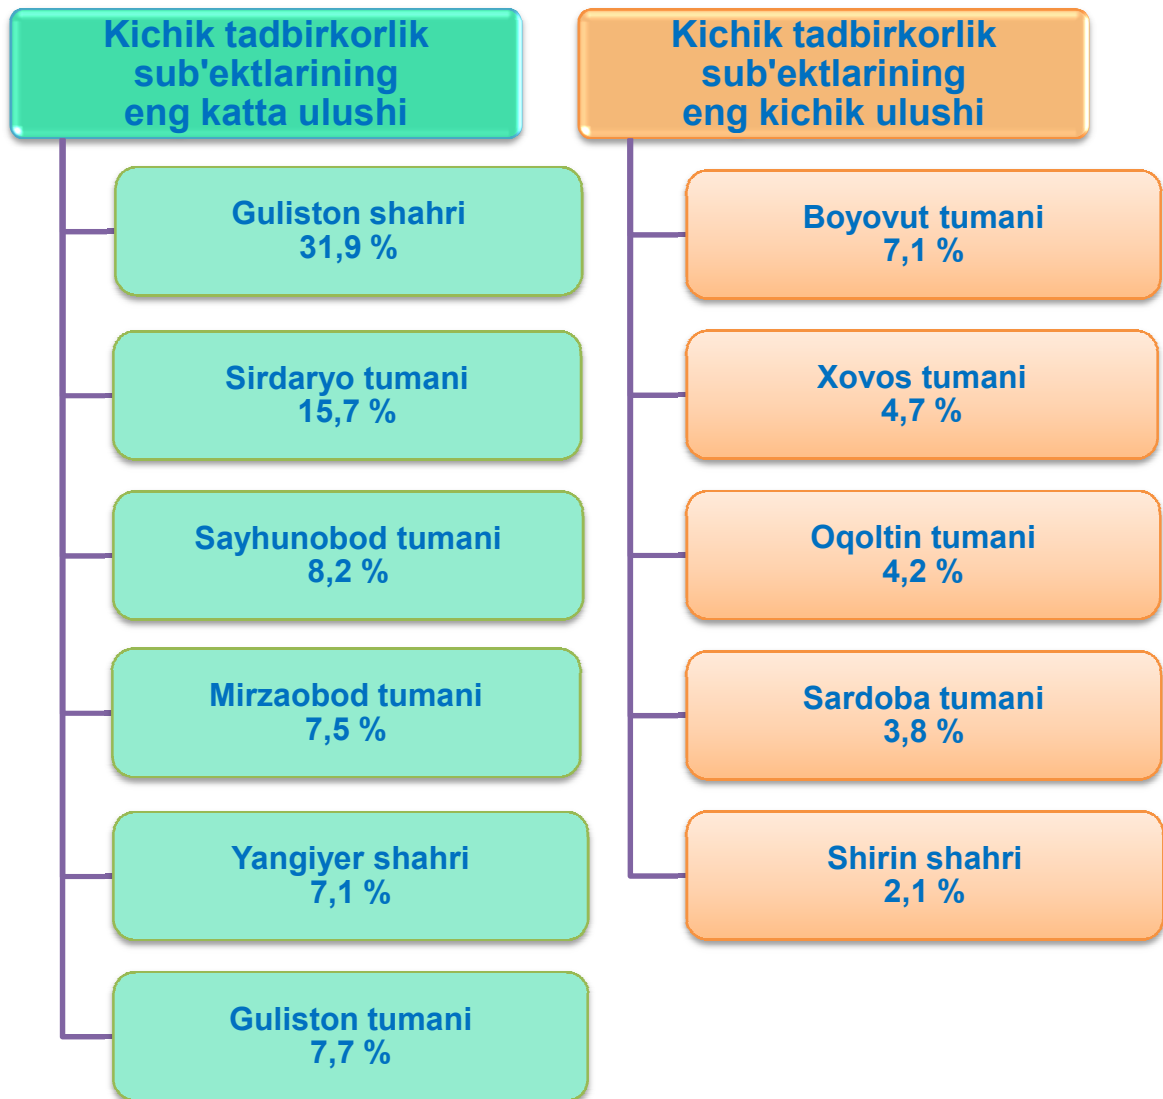 Kichik tadbirkorlik
sub'ektlarining
eng katta ulushi
Guliston shahri
31,9 %
Sirdaryo tumani
15,7 %
Sayhunobod tumani
8,2 %
Mirzaobod tumani
7,5 %
Yangiyer shahri
7,1 %
Guliston tumani
7,7 %
Kichik tadbirkorlik
sub'ektlarining
eng kichik ulushi
Boyovut tumani
7,1 %
Xovos tumani
4,7 %
Oqoltin tumani
4,2 %
Sardoba tumani
3,8 %
Shirin shahri
2,1 %